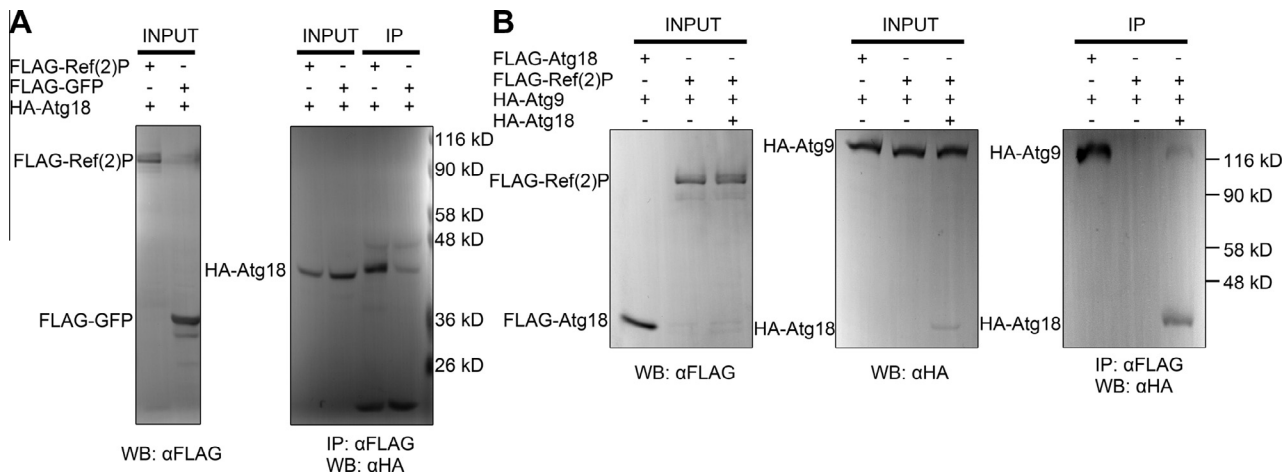 A
INPUT
FLAG-Ref(2)P + -
FLAG-GFP - +
HA-Atg18 + +
FLAG-Ref(2)P
FLAG-GFP
WB: αFLAG
INPUT IP
+ - + -
- + - +
+ + + +
116 kD
90 kD
58 kD
48 kD
HA-Atg18
36 kD
26 kD
IP: αFLAG
WB: αHA
B
INPUT
FLAG-Atg18 + - -
FLAG-Ref(2)P - + +
HA-Atg9 + + +
HA-Atg18 - - +
FLAG-Ref(2)P
FLAG-Atg18
WB: αFLAG
INPUT
+ - -
- + +
+ + +
- - +
HA-Atg9
HA-Atg18
WB: αHA
IP
+ - -
- + +
+ + +
- - +
HA-Atg9
116 kD
90 kD
58 kD
48 kD
HA-Atg18
IP: αFLAG
WB: αHA